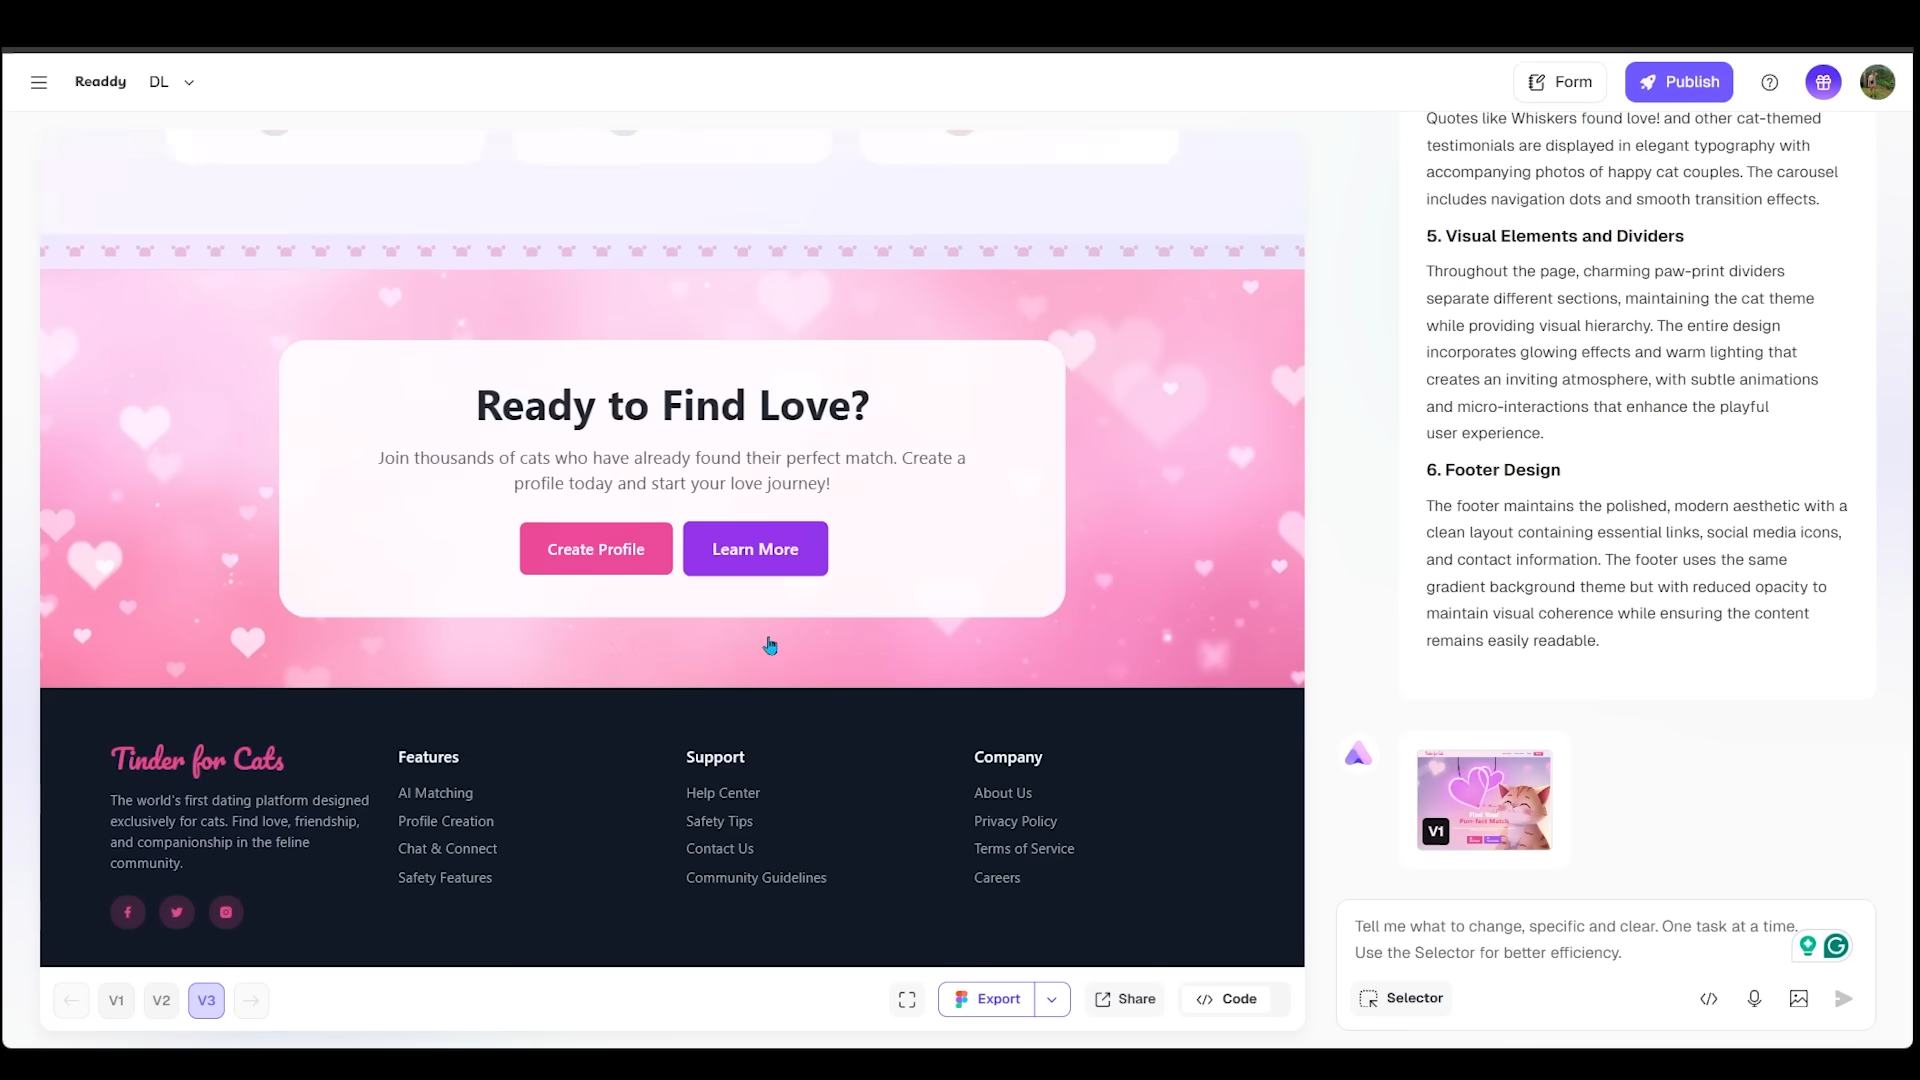 Readdy DL
Form
Publish
Quotes like Whiskers found love! and other cat-themed
testimonials are displayed in elegant typography with
accompanying photos of happy cat couples. The carousel
includes navigation dots and smooth transition effects.
5. Visual Elements and Dividers
Throughout the page, charming paw-print dividers
separate different sections, maintaining the cat theme
while providing visual hierarchy. The entire design
incorporates glowing effects and warm lighting that
creates an inviting atmosphere, with subtle animations
and micro-interactions that enhance the playful
user experience.
6. Footer Design
The footer maintains the polished, modern aesthetic with a
clean layout containing essential links, social media icons,
and contact information. The footer uses the same
gradient background theme but with reduced opacity to
maintain visual coherence while ensuring the content
remains easily readable.
Ready to Find Love?
Join thousands of cats who have already found their perfect match. Create a
profile today and start your love journey!
Create Profile
Learn More
Tinder for Cats
The world's first dating platform designed
exclusively for cats. Find love, friendship,
and companionship in the feline
community.
Features
AI Matching
Profile Creation
Chat & Connect
Safety Features
Support
Help Center
Safety Tips
Contact Us
Community Guidelines
Company
About Us
Privacy Policy
Terms of Service
Careers
V1
Tell me what to change, specific and clear. One task at a time.
Use the Selector for better efficiency.
Selector
V1
V2
V3
Export
Share
Code